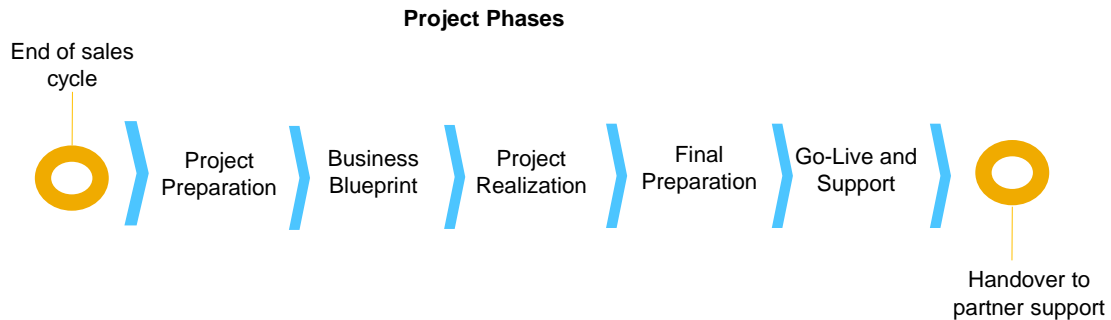 Project Phases
End of sales
cycle
Project
Preparation
Business
Blueprint
Project
Realization
Final
Preparation
Go-Live and
Support
Handover to
partner support